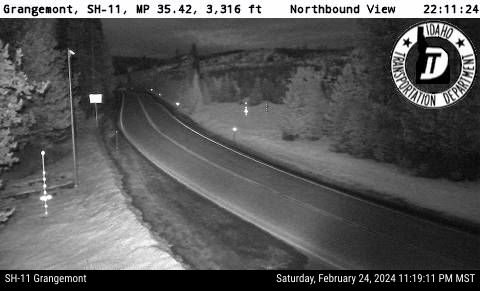 Grangemont, SH-11, MP 35.42, 3,316 ft Northbound View 22:11:24
IDAHO
TRANSPORTATION DEPARTMENT
SH-11 Grangemont Saturday, February 24, 2024 11:19:11 PM MST